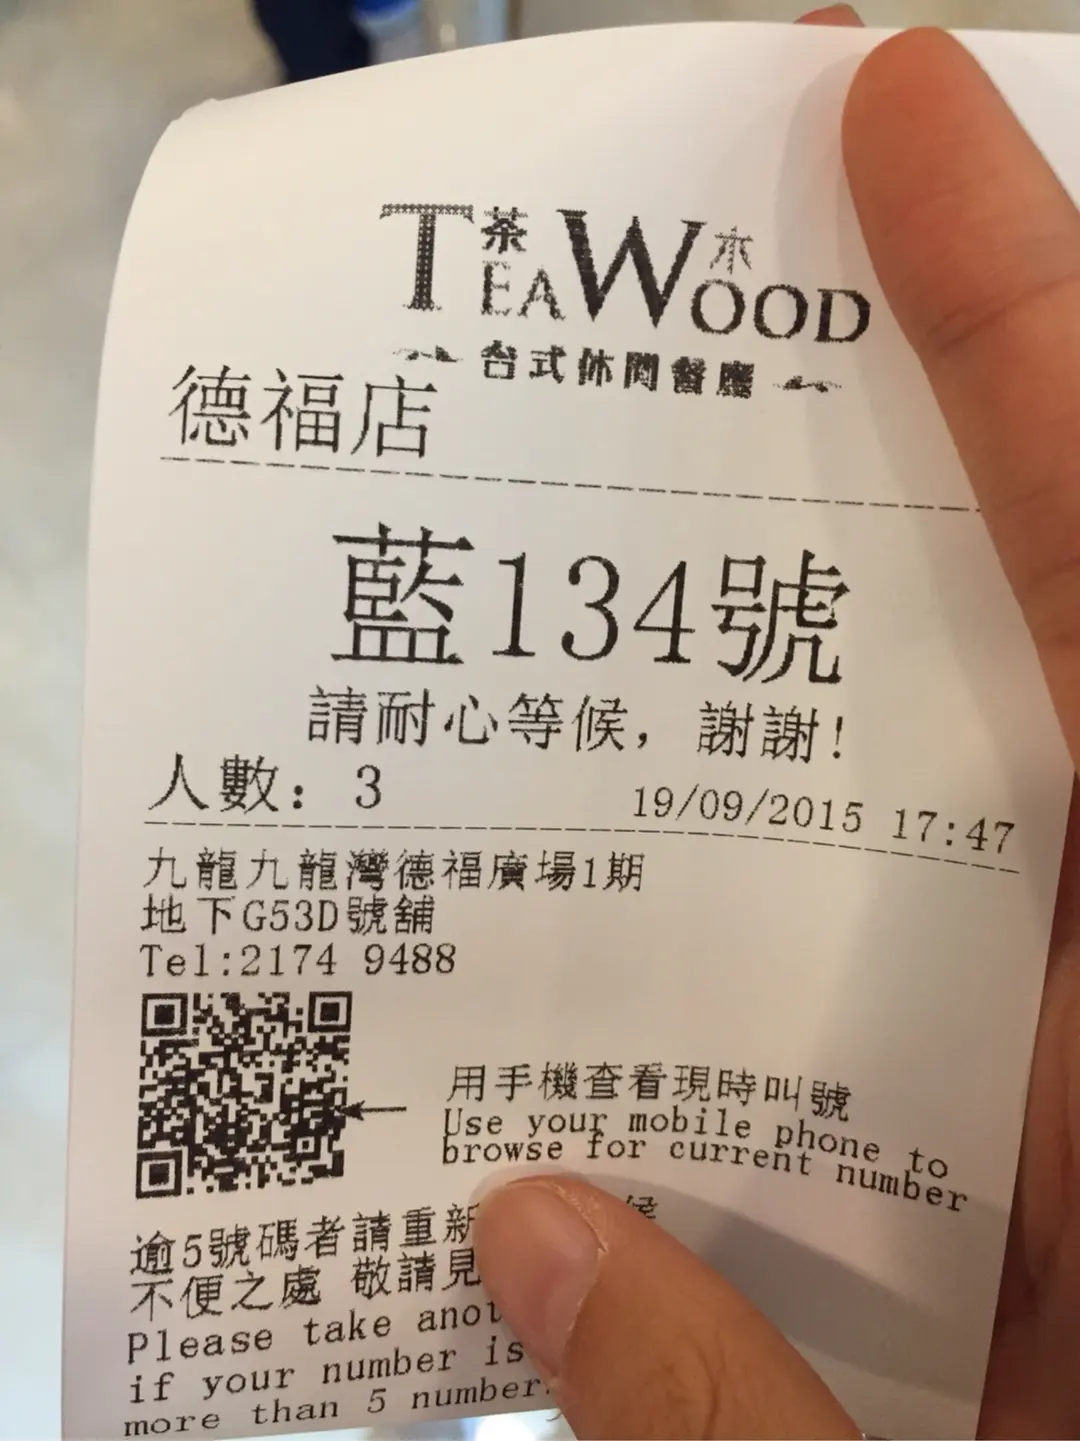 茶 木
TEAWOOD
台式休閒餐廳
德福店
藍134號
請耐心等候，謝謝!
人數: 3 19/09/2015 17:47
九龍九龍灣德福廣場1期
地下G53D號舖
Tel:2174 9488
用手機查看現時叫號
Use your mobile phone to
browse for current number
逾5號碼者請重新 候
不便之處 敬請見
Please take
if your number is
more than 5 number